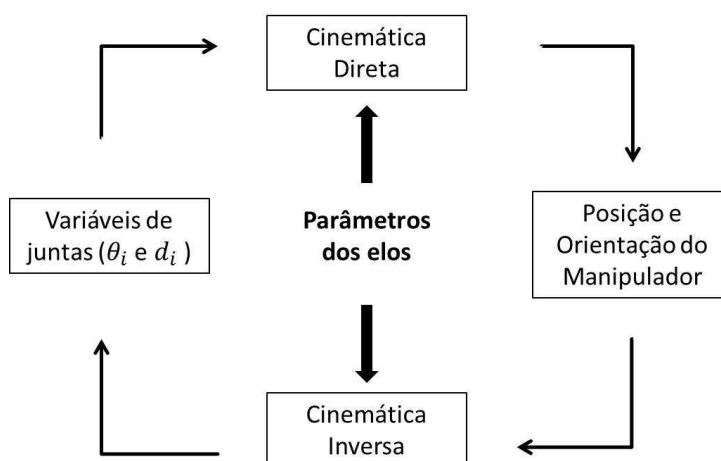 Cinemática
Direta
Variáveis de
juntas (θᵢ e dᵢ )
Parâmetros
dos elos
Posição e
Orientação do
Manipulador
Cinemática
Inversa